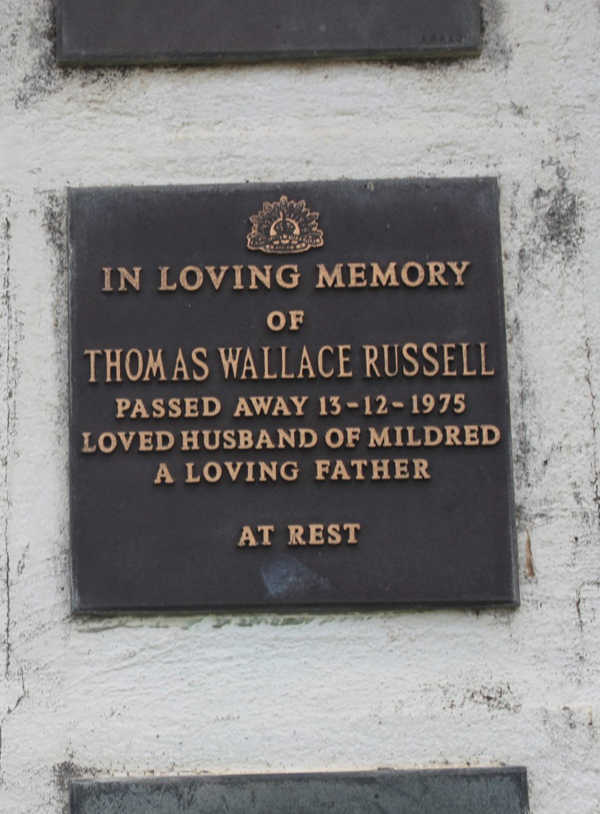 IN LOVING MEMORY
OF
THOMAS WALLACE RUSSELL
PASSED AWAY 13-12-1975
LOVED HUSBAND OF MILDRED
A LOVING FATHER
AT REST